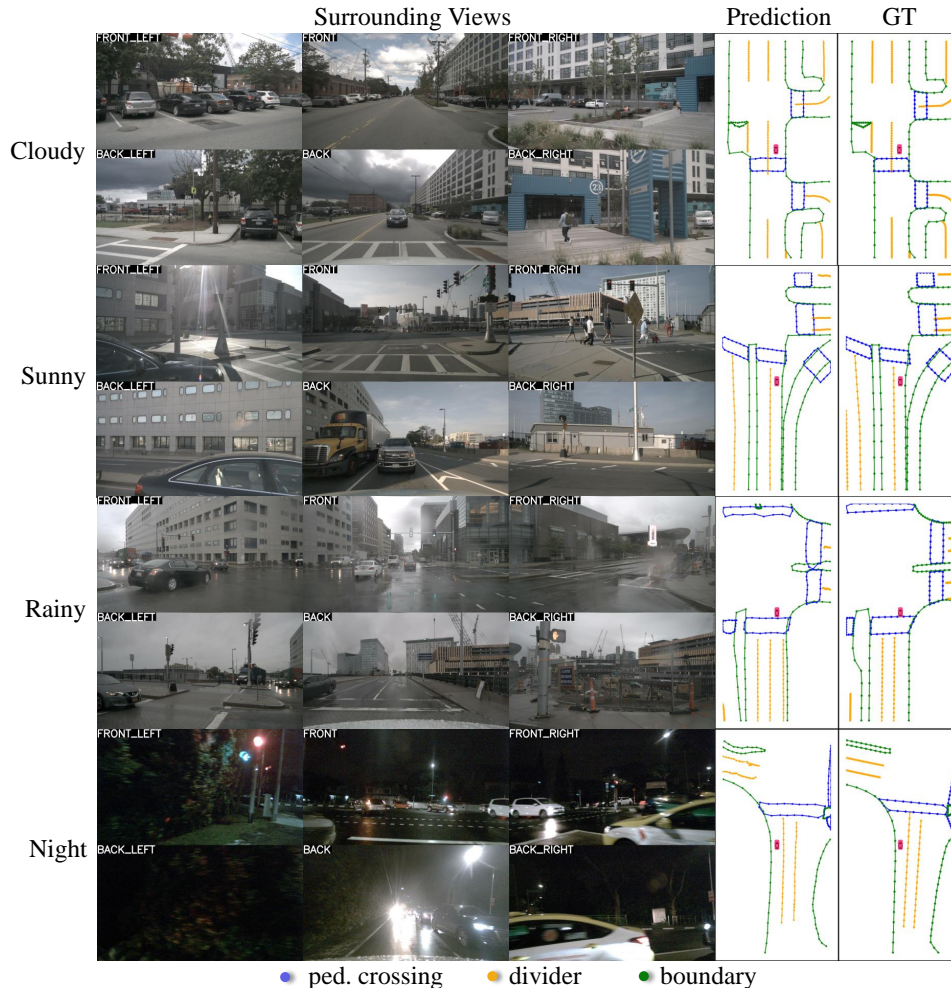 Surrounding Views Prediction GT
Cloudy
FRONT_LEFT FRONT FRONT_RIGHT
BACK_LEFT BACK BACK_RIGHT
23
Sunny
FRONT_LEFT FRONT FRONT_RIGHT
BACK_LEFT BACK BACK_RIGHT
Rainy
FRONT_LEFT FRONT FRONT_RIGHT
BACK_LEFT BACK BACK_RIGHT
Night
FRONT_LEFT FRONT FRONT_RIGHT
BACK_LEFT BACK BACK_RIGHT
ped. crossing divider boundary